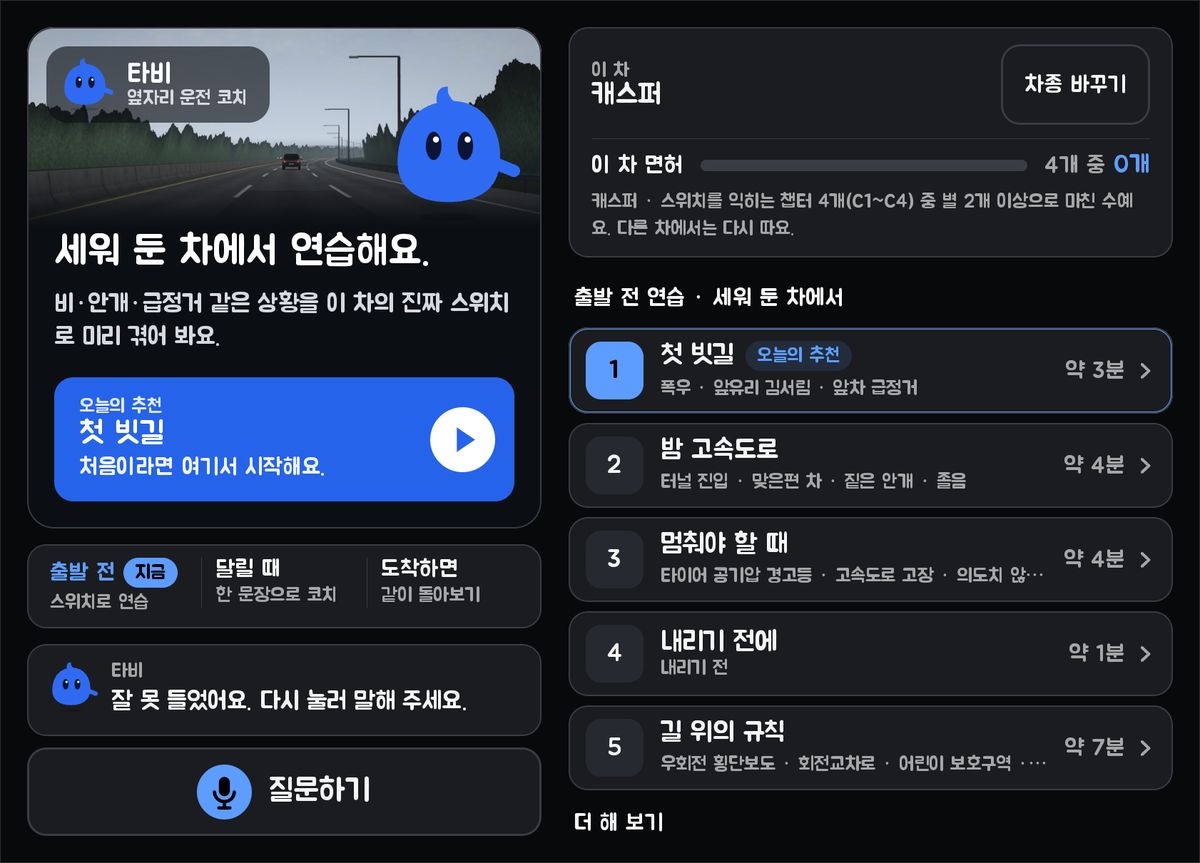 타비
옆자리 운전 코치
세워 둔 차에서 연습해요.
비·안개·급정거 같은 상황을 이 차의 진짜 스위치
로 미리 겪어 봐요.
오늘의 추천
첫 빗길
처음이라면 여기서 시작해요.
출발 전 지금
스위치로 연습
달릴 때
한 문장으로 코치
도착하면
같이 돌아보기
타비
잘 못 들었어요. 다시 눌러 말해 주세요.
질문하기
이 차
캐스퍼
차종 바꾸기
이 차 면허 4개 중 0개
캐스퍼 · 스위치를 익히는 챕터 4개(C1~C4) 중 별 2개 이상으로 마친 수예
요. 다른 차에서는 다시 따요.
출발 전 연습 · 세워 둔 차에서
1
첫 빗길 오늘의 추천
폭우 · 앞유리 김서림 · 앞차 급정거
약 3분
2
밤 고속도로
터널 진입 · 맞은편 차 · 짙은 안개 · 졸음
약 4분
3
멈춰야 할 때
타이어 공기압 경고등 · 고속도로 고장 · 의도치 않…
약 4분
4
내리기 전에
내리기 전
약 1분
5
길 위의 규칙
우회전 횡단보도 · 회전교차로 · 어린이 보호구역 ·…
약 7분
더 해 보기